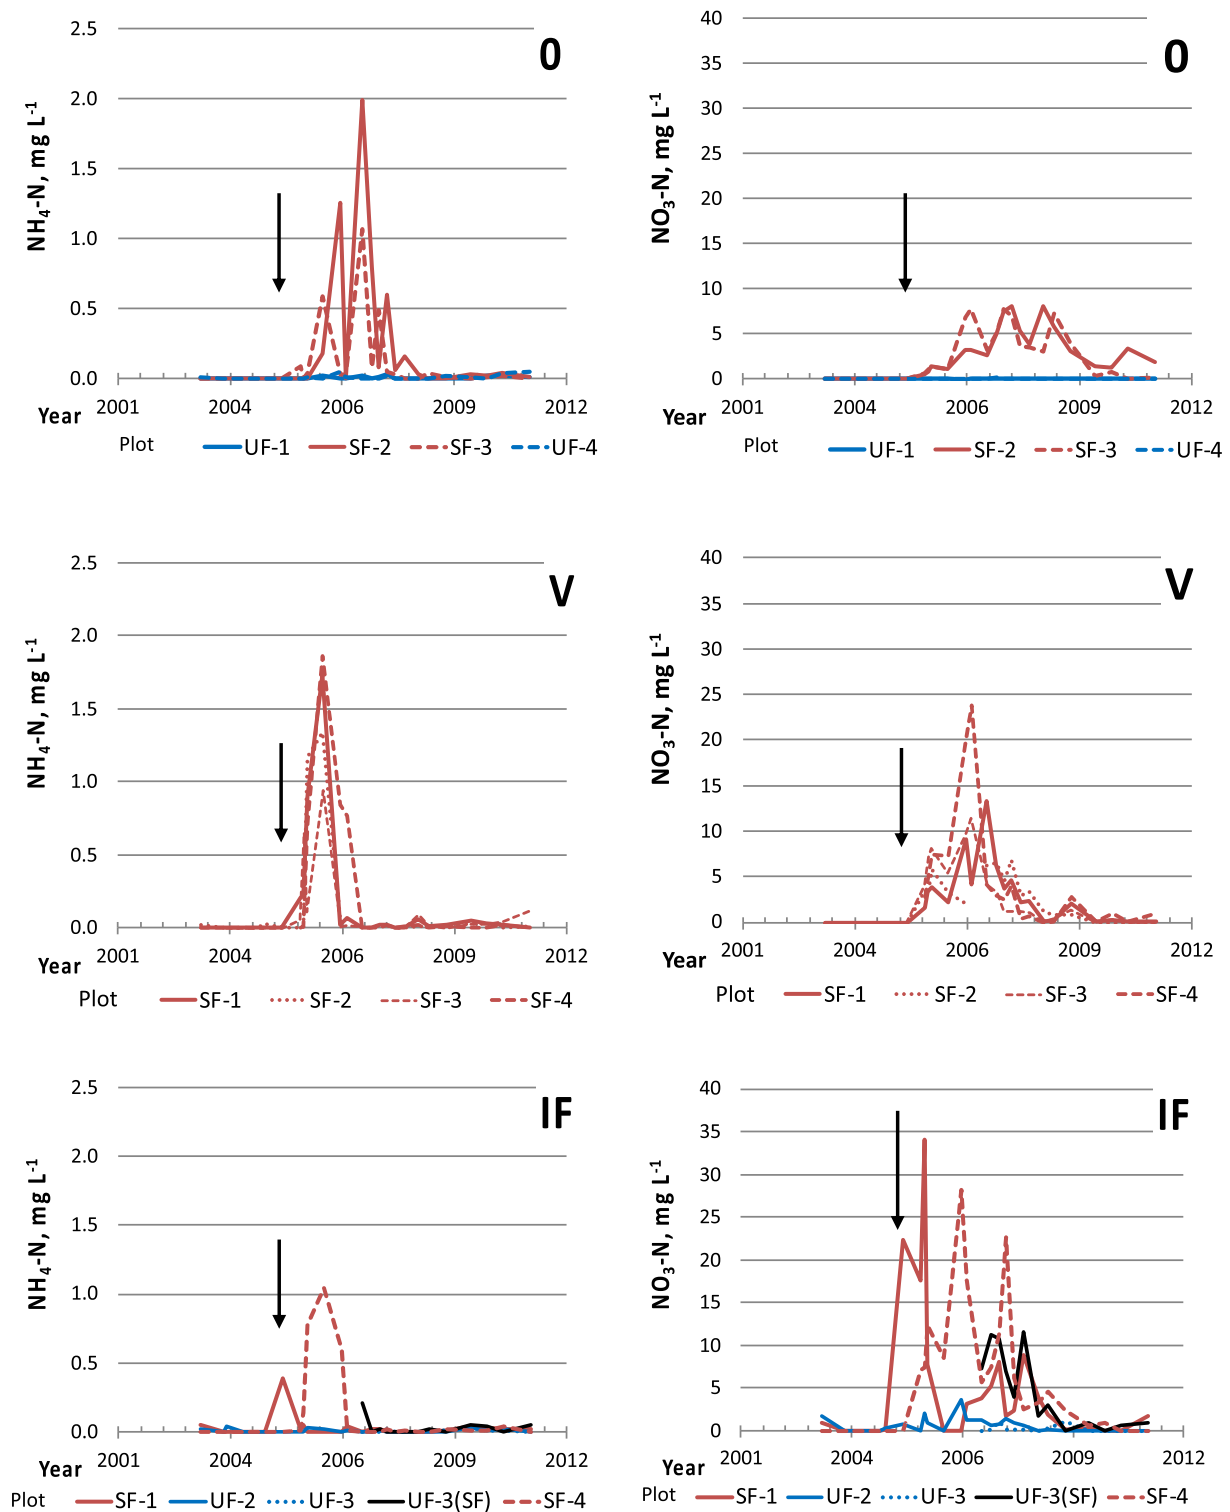 2.5
0
2.0
1.5
1.0
0.5
0.0
NH4-N, mg L-1
2001 2004 2006 2009 2012
Year
Plot UF-1 SF-2 SF-3 UF-4
40
0
35
30
25
20
15
10
5
0
NO3-N, mg L-1
2001 2004 2006 2009 2012
Year
Plot UF-1 SF-2 SF-3 UF-4
2.5
V
2.0
1.5
1.0
0.5
0.0
NH4-N, mg L-1
2001 2004 2006 2009 2012
Year
Plot SF-1 SF-2 SF-3 SF-4
40
V
35
30
25
20
15
10
5
0
NO3-N, mg L-1
2001 2004 2006 2009 2012
Year
Plot SF-1 SF-2 SF-3 SF-4
2.5
IF
2.0
1.5
1.0
0.5
0.0
NH4-N, mg L-1
2001 2004 2006 2009 2012
Year
Plot SF-1 UF-2 UF-3 UF-3(SF) SF-4
40
IF
35
30
25
20
15
10
5
0
NO3-N, mg L-1
2001 2004 2006 2009 2012
Year
Plot SF-1 UF-2 UF-3 UF-3(SF) SF-4